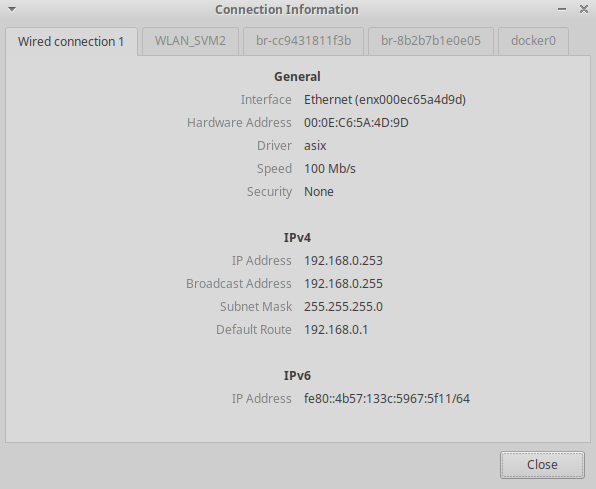 Connection Information
Wired connection 1 WLAN_SVM2 br-cc9431811f3b br-8b2b7b1e0e05 docker0
General
Interface Ethernet (enx000ec65a4d9d)
Hardware Address 00:0E:C6:5A:4D:9D
Driver asix
Speed 100 Mb/s
Security None
IPv4
IP Address 192.168.0.253
Broadcast Address 192.168.0.255
Subnet Mask 255.255.255.0
Default Route 192.168.0.1
IPv6
IP Address fe80::4b57:133c:5967:5f11/64
Close